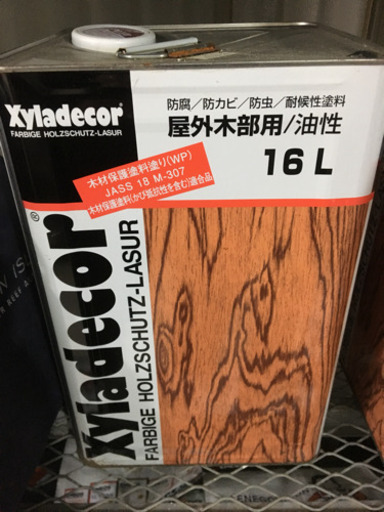 Xyladecor®
FARBIGE HOLZSCHUTZ-LASUR
防腐/防カビ/防虫/耐候性塗料
屋外木部用/油性
16L
木材保護塗料塗り(WP)
JASS 18 M-307
木材保護塗料(かび抵抗性を含む)適合品
Xyladecor®
FARBIGE HOLZSCHUTZ-LASUR